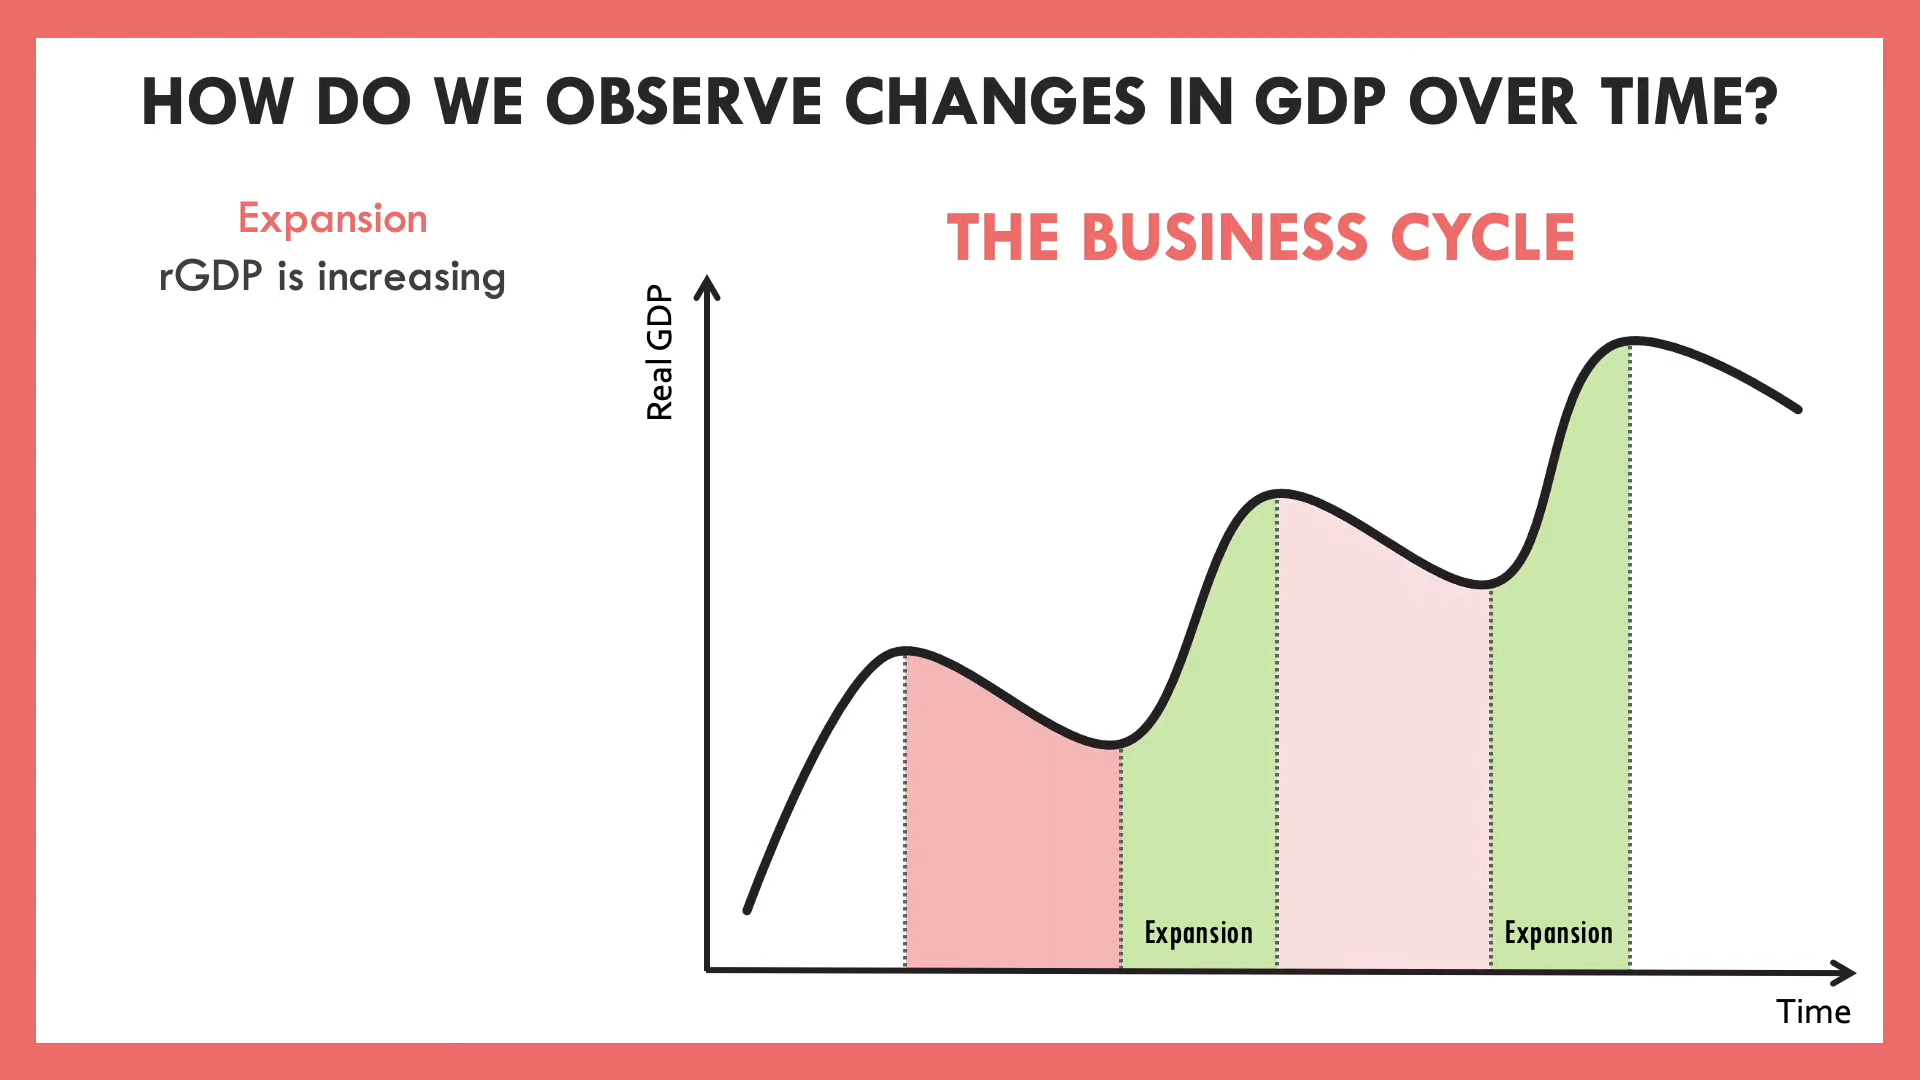 HOW DO WE OBSERVE CHANGES IN GDP OVER TIME?
Expansion
rGDP is increasing
THE BUSINESS CYCLE
Real GDP
Expansion
Expansion
Time